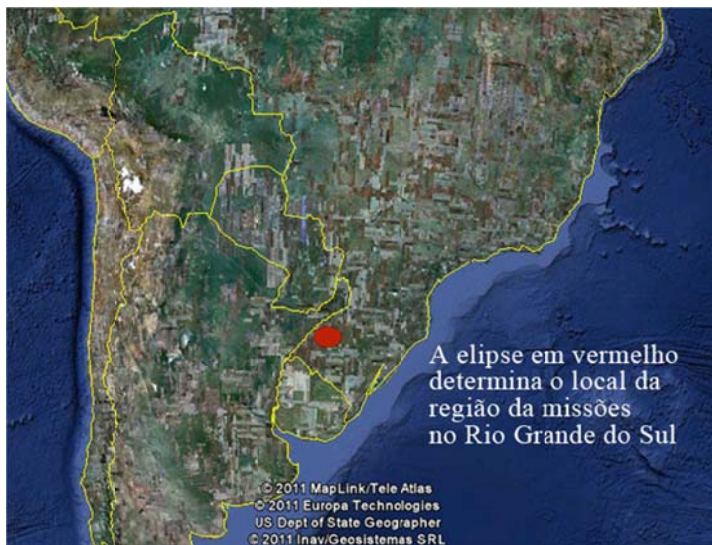 A elipse em vermelho
determina o local da
região da missões
no Rio Grande do Sul
© 2011 MapLink/Tele Atlas
© 2011 Europa Technologies
US Dept of State Geographer
© 2011 Inav/Geosistemas SRL